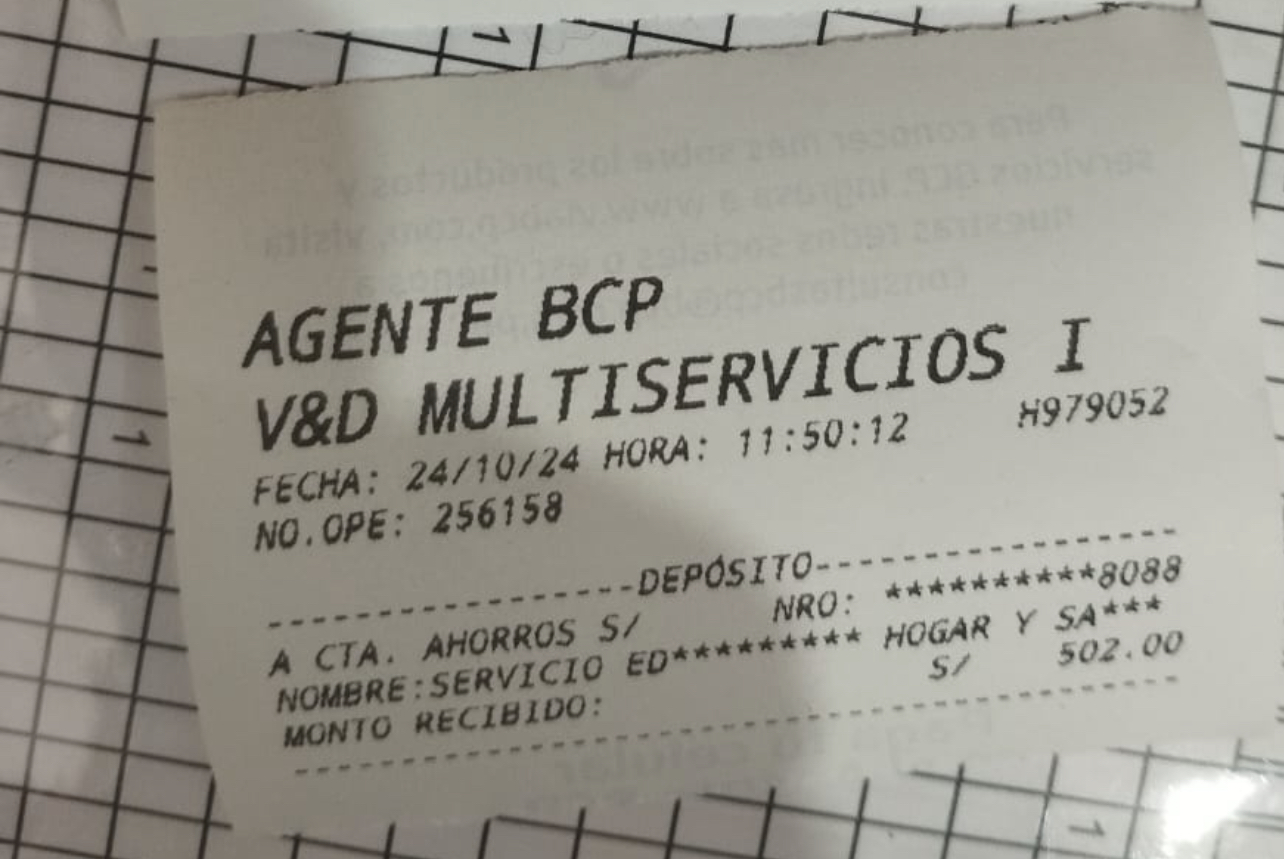 AGENTE BCP
V&D MULTISERVICIOS I
FECHA: 24/10/24 HORA: 11:50:12 H979052
NO.OPE: 256158
----------------DEPÓSITO----------------
A CTA. AHORROS S/ NRO: **********8088
NOMBRE:SERVICIO ED********* HOGAR Y SA***
MONTO RECIBIDO: S/ 502.00